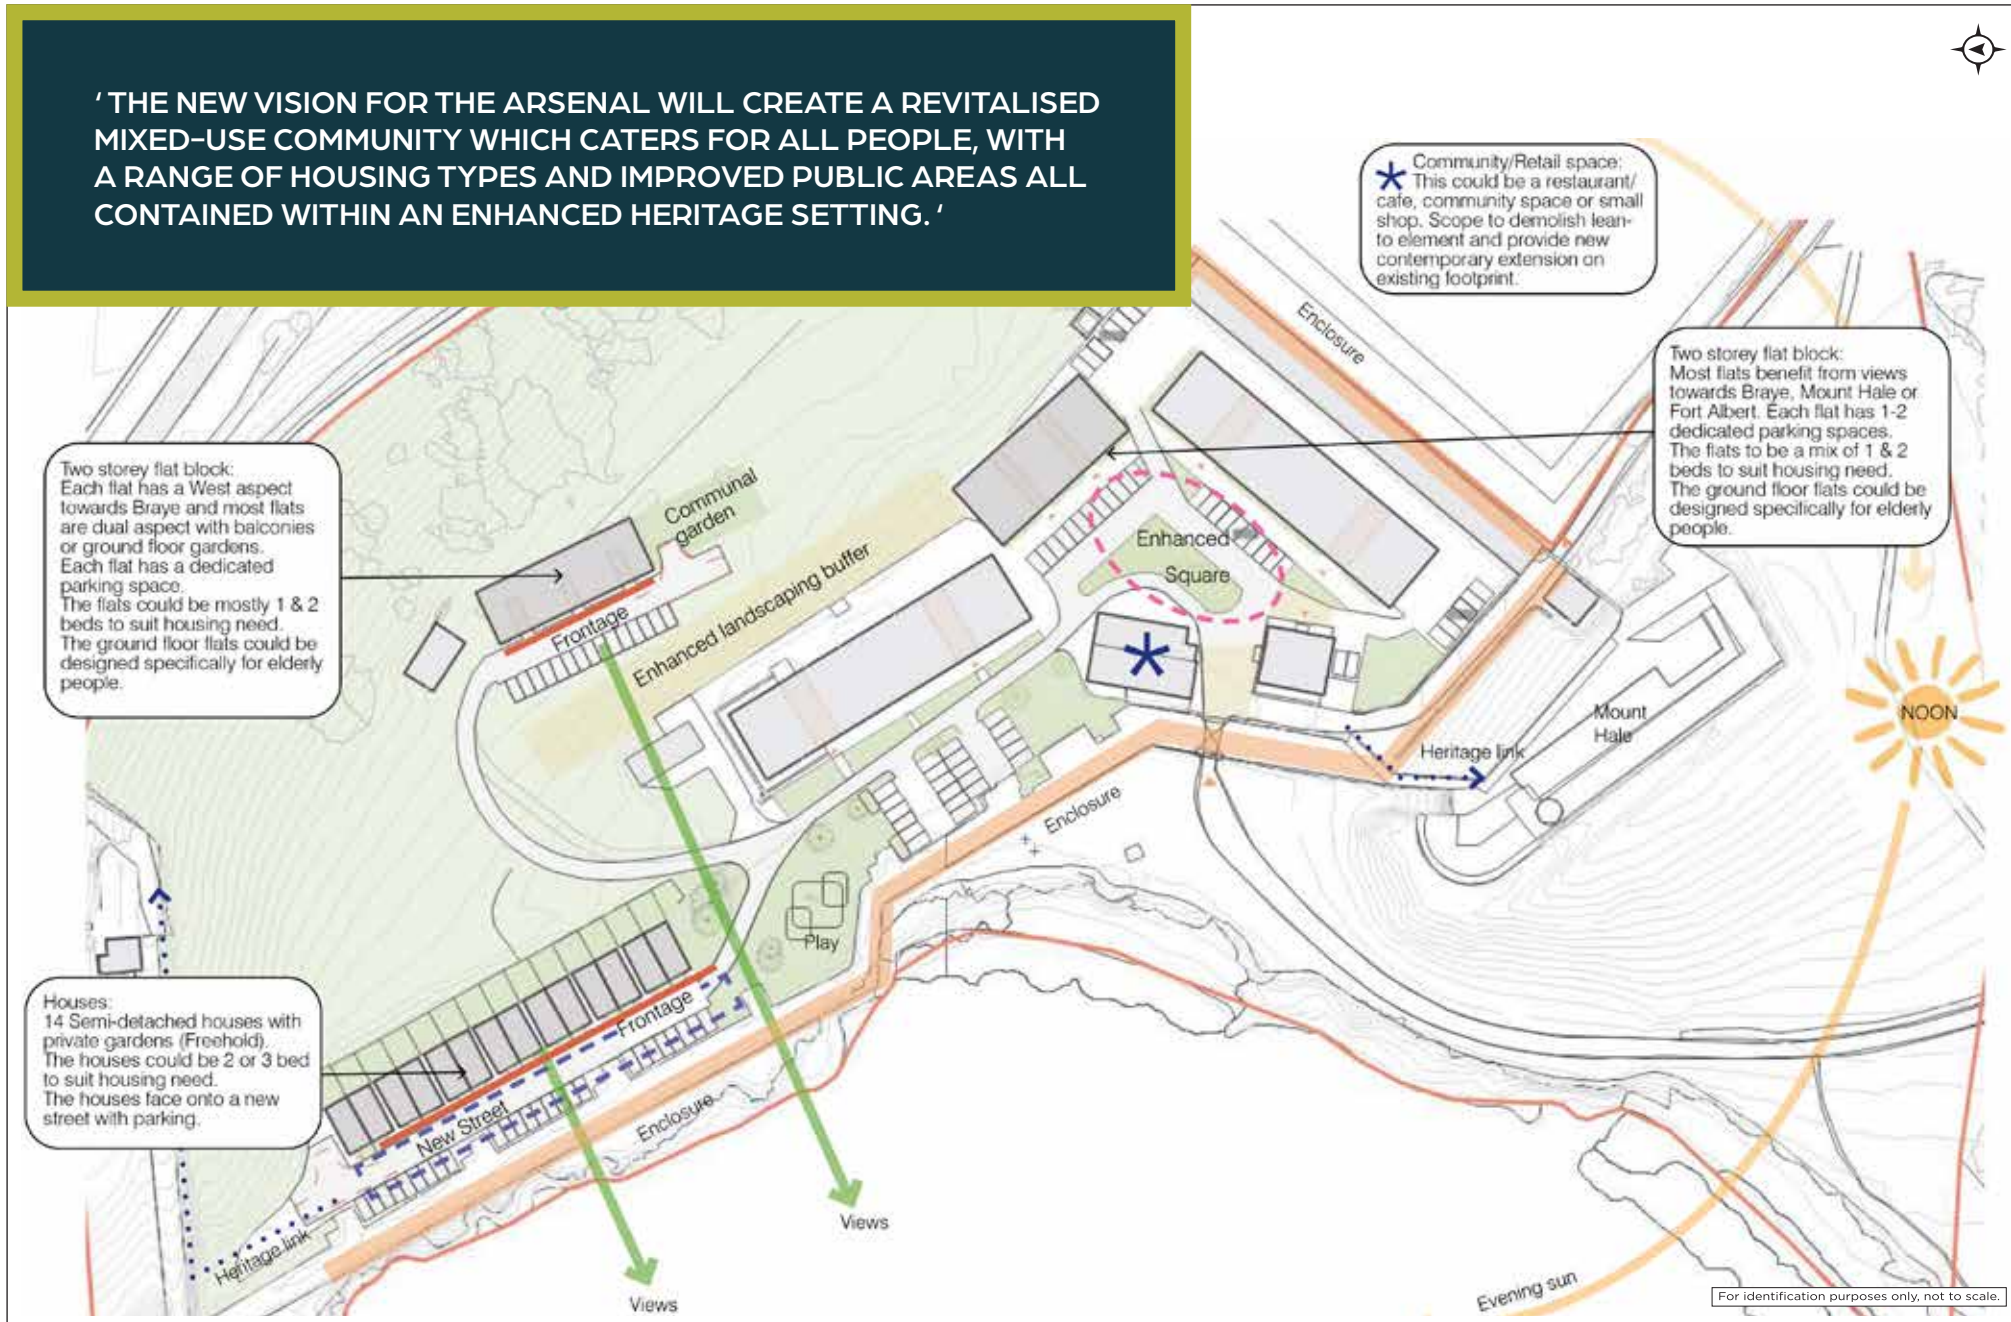 ‘ THE NEW VISION FOR THE ARSENAL WILL CREATE A REVITALISED
MIXED-USE COMMUNITY WHICH CATERS FOR ALL PEOPLE, WITH
A RANGE OF HOUSING TYPES AND IMPROVED PUBLIC AREAS ALL
CONTAINED WITHIN AN ENHANCED HERITAGE SETTING. ‘
Community/Retail space:
This could be a restaurant/
cafe, community space or small
shop. Scope to demolish lean-
to element and provide new
contemporary extension on
existing footprint.
Enclosure
Two storey flat block:
Most flats benefit from views
towards Braye, Mount Hale or
Fort Albert. Each flat has 1-2
dedicated parking spaces.
The flats to be a mix of 1 & 2
beds to suit housing need.
The ground floor flats could be
designed specifically for elderly
people.
Two storey flat block:
Each flat has a West aspect
towards Braye and most flats
are dual aspect with balconies
or ground floor gardens.
Each flat has a dedicated
parking space.
The flats could be mostly 1 & 2
beds to suit housing need.
The ground floor flats could be
designed specifically for elderly
people.
Communal
garden
Enhanced
Square
Frontage
Enhanced landscaping buffer
Mount
Hale
NOON
Heritage link
Enclosure
Play
Houses:
14 Semi-detached houses with
private gardens (Freehold).
The houses could be 2 or 3 bed
to suit housing need.
The houses face onto a new
street with parking.
Frontage
New Street
Enclosure
Heritage link
Views
Views
Evening sun
For identification purposes only, not to scale.